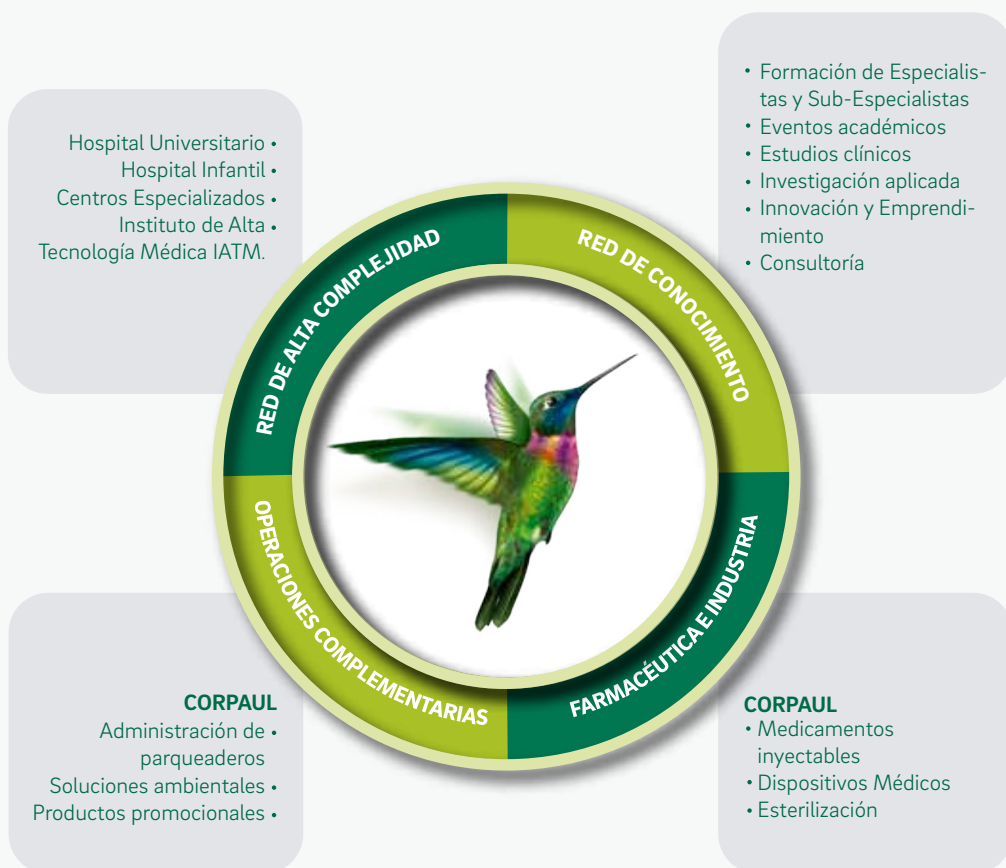 Hospital Universitario •
Hospital Infantil •
Centros Especializados •
Instituto de Alta •
Tecnología Médica IATM.
• Formación de Especialis-
tas y Sub-Especialistas
• Eventos académicos
• Estudios clínicos
• Investigación aplicada
• Innovación y Emprendi-
miento
• Consultoría
RED DE ALTA COMPLEJIDAD
RED DE CONOCIMIENTO
OPERACIONES COMPLEMENTARIAS
FARMACÉUTICA E INDUSTRIA
CORPAUL
Administración de •
parqueaderos
Soluciones ambientales •
Productos promocionales •
CORPAUL
• Medicamentos
inyectables
• Dispositivos Médicos
• Esterilización